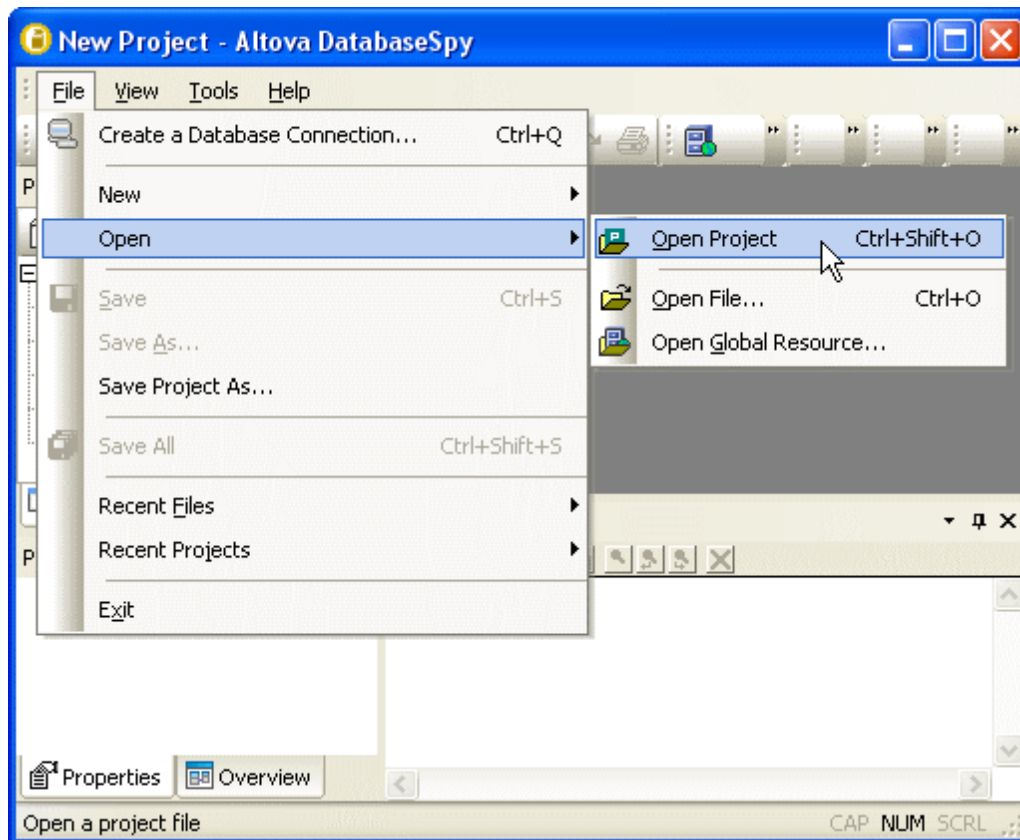 New Project - Altova DatabaseSpy
File View Tools Help
Create a Database Connection... Ctrl+Q
New
Open
Open Project Ctrl+Shift+O
Save Ctrl+S
Open File... Ctrl+O
Save As...
Open Global Resource...
Save Project As...
Save All Ctrl+Shift+S
Recent Files
Recent Projects
Exit
Properties Overview
Open a project file CAP NUM SCRL